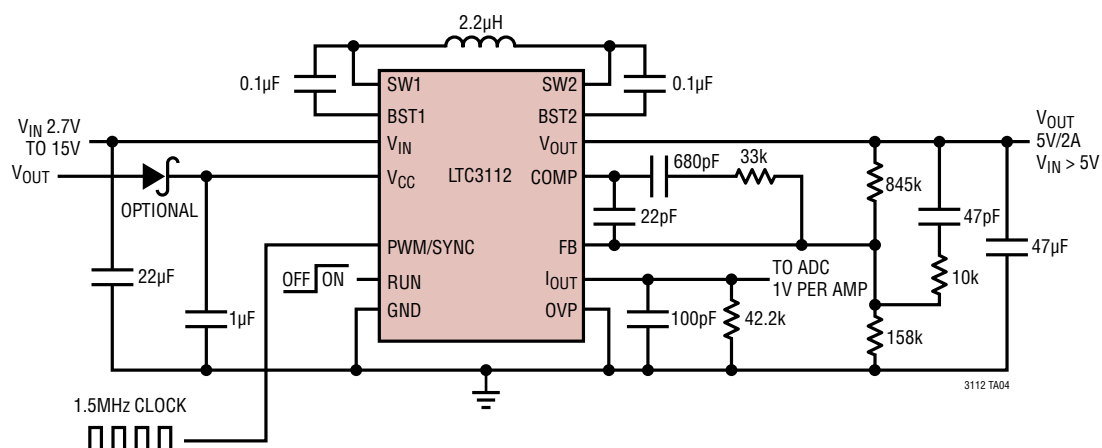 2.2µH
0.1µF
SW1
SW2
0.1µF
BST1
BST2
VIN 2.7V
TO 15V
VIN
VOUT
VOUT
5V/2A
VIN > 5V
VOUT
OPTIONAL
VCC
LTC3112
COMP
680pF
33k
845k
22pF
47pF
47µF
PWM/SYNC
FB
22µF
OFF
ON
RUN
IOUT
TO ADC
1V PER AMP
10k
1µF
GND
OVP
100pF
42.2k
158k
3112 TA04
1.5MHz CLOCK